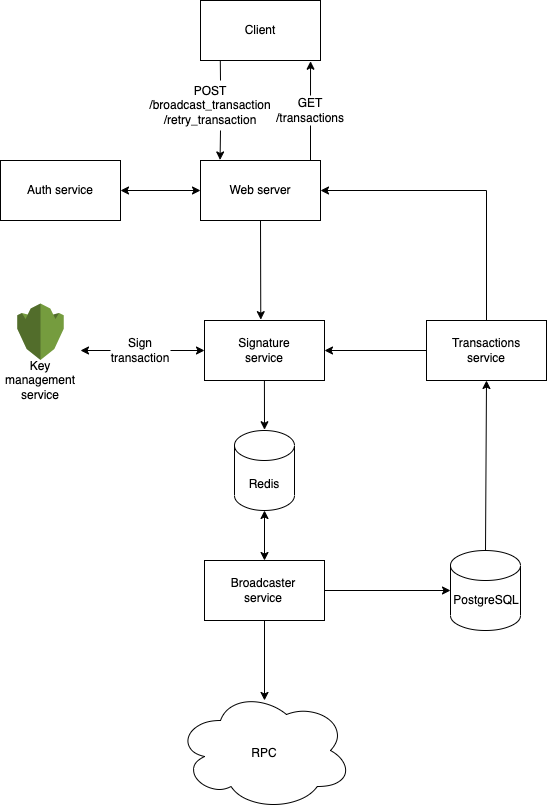 Client
POST
/broadcast_transaction
/retry_transaction
GET
/transactions
Auth service
Web server
Key
management
service
Sign
transaction
Signature
service
Transactions
service
Redis
Broadcaster
service
PostgreSQL
RPC